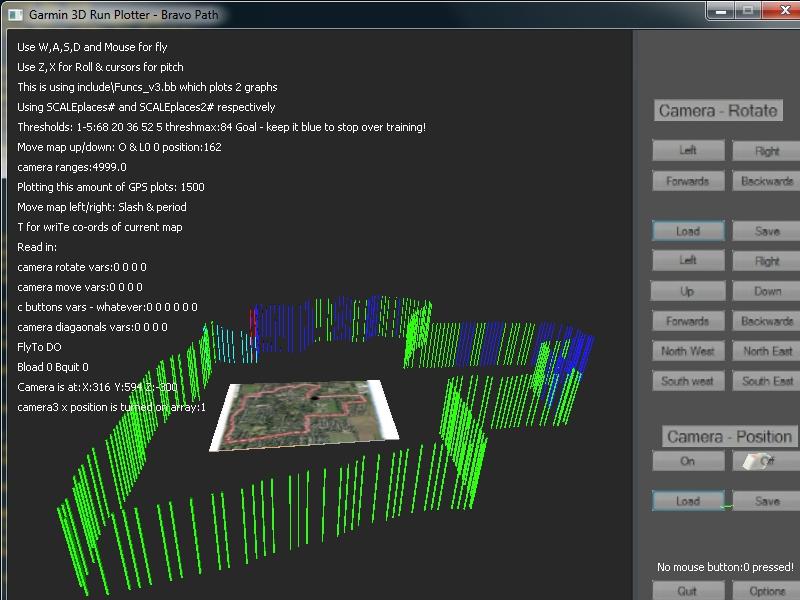 Garmin 3D Run Plotter - Bravo Path
Use W,A,S,D and Mouse for fly
Use Z,X for Roll & cursors for pitch
This is using include\Funcs_v3.bb which plots 2 graphs
Using SCALEplaces# and SCALEplaces2# respectively
Thresholds: 1-5:68 20 36 52 5 threshmax:84 Goal - keep it blue to stop over training!
Move map up/down: O & L0 0 position:162
camera ranges:4999.0
Plotting this amount of GPS plots: 1500
Move map left/right: Slash & period
T for wriTe co-ords of current map
Read in:
camera rotate vars:0 0 0 0
camera move vars:0 0 0 0
c buttons vars - whatever:0 0 0 0 0 0
camera diagaonals vars:0 0 0 0
FlyTo DO
Bload 0 Bquit 0
Camera is at:X:316 Y:594 Z:-300
camera3 x position is turned on array:1
Camera - Rotate
Left Right
Forwards Backwards
Load Save
Left Right
Up Down
Forwards Backwards
North West North East
South west South East
Camera - Position
On Off
Load Save
No mouse button:0 pressed!
Quit Options